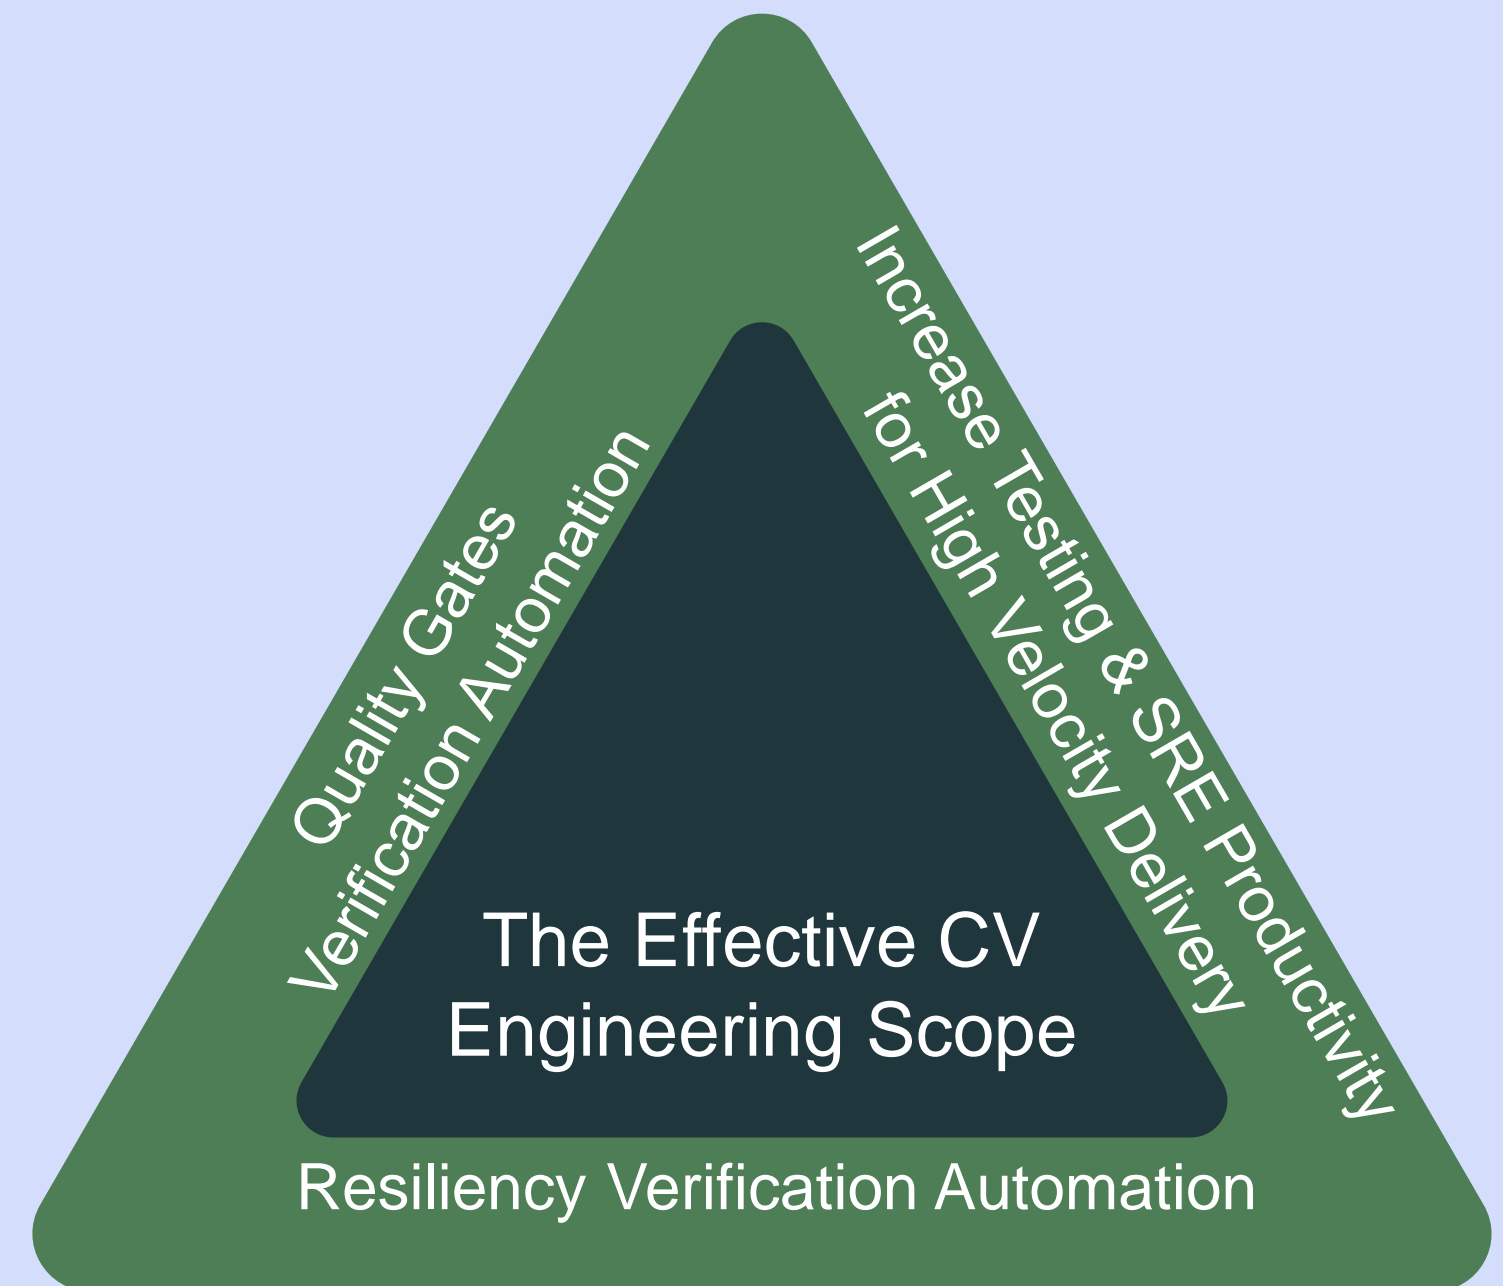 Quality Gates
Verification Automation
Increase Testing & SRE Productivity
for High Velocity Delivery
The Effective CV
Engineering Scope
Resiliency Verification Automation